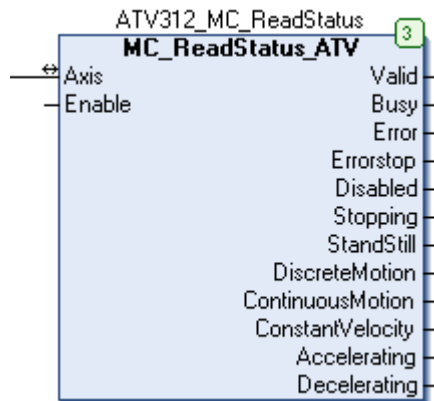 ATV312_MC_ReadStatus
3
MC_ReadStatus_ATV
Axis Valid
Enable Busy
Error
Errorstop
Disabled
Stopping
StandStill
DiscreteMotion
ContinuousMotion
ConstantVelocity
Accelerating
Decelerating